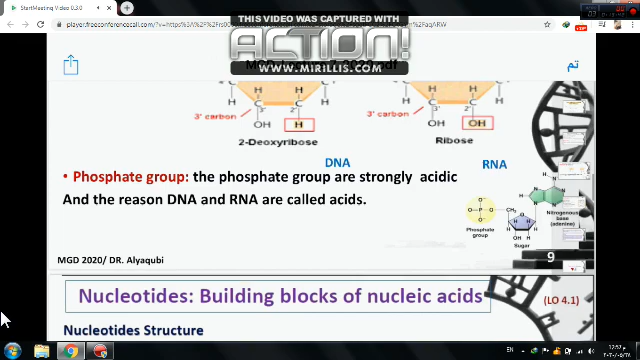 StartMeeting Video 0.3.0
THIS VIDEO WAS CAPTURED WITH
ACTION!
WWW.MIRILLIS.COM
تم
3' carbon
OH
H
2'
2-Deoxyribose
3' carbon
OH
OH
2'
Ribose
DNA
RNA
• Phosphate group: the phosphate group are strongly acidic
And the reason DNA and RNA are called acids.
Phosphate group
Sugar
Nitrogenous base (adenine)
MGD 2020/ DR. Alyaqubi
9
Nucleotides: Building blocks of nucleic acids
(LO 4.1)
Nucleotides Structure
EN